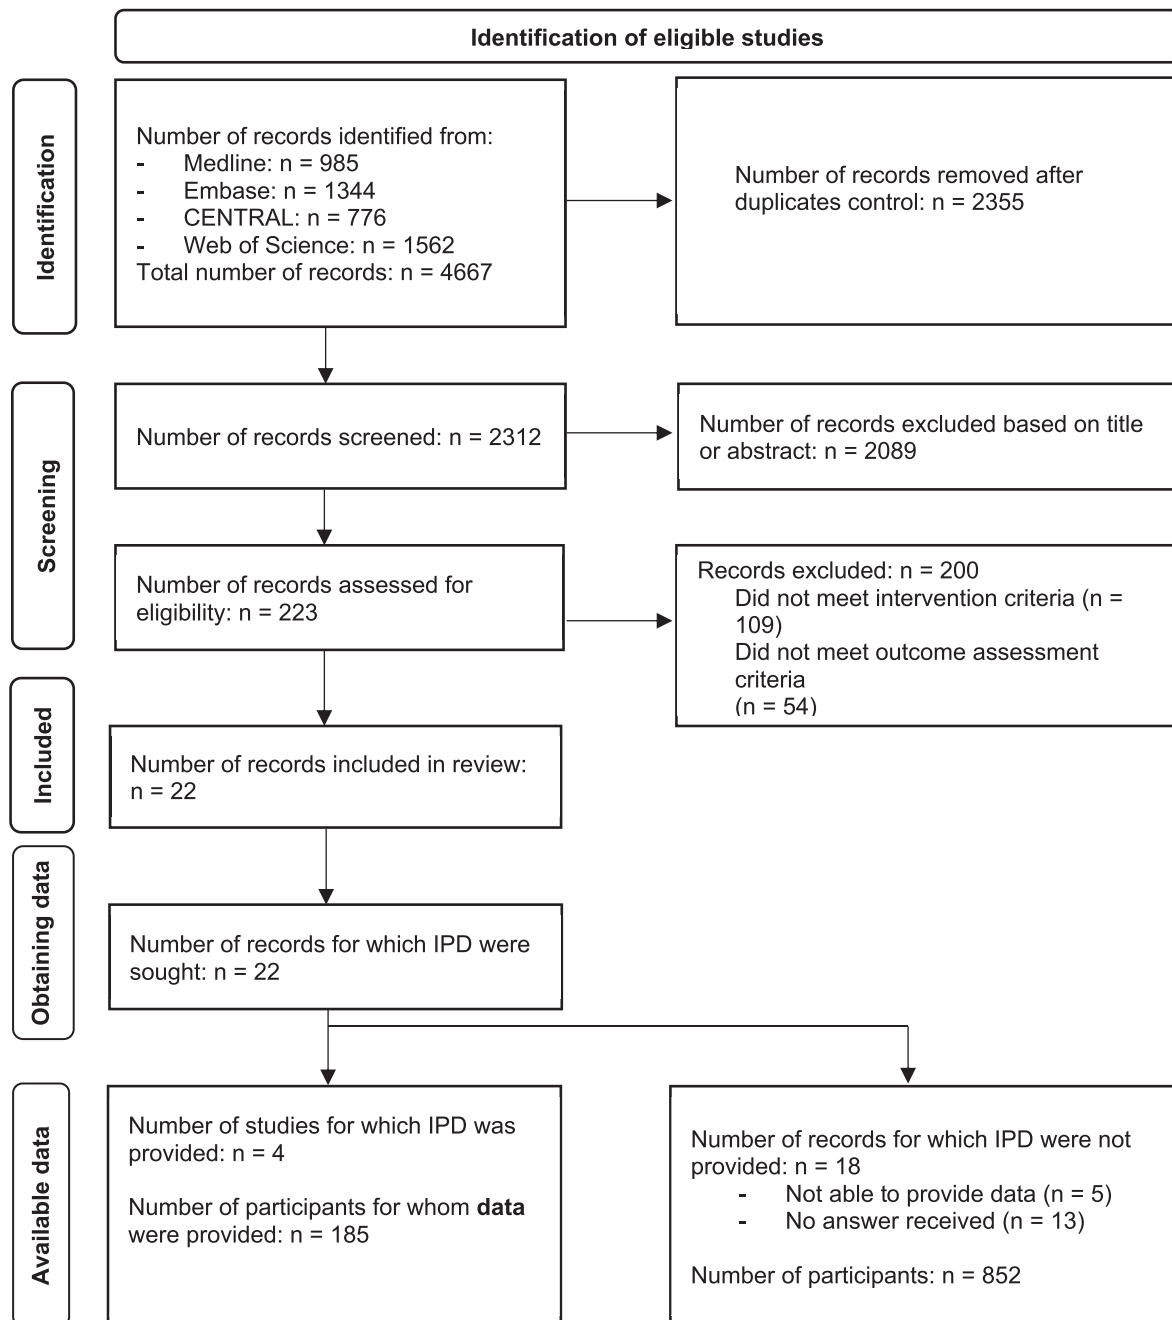 Identification of eligible studies
Identification
Number of records identified from:
- Medline: n = 985
- Embase: n = 1344
- CENTRAL: n = 776
- Web of Science: n = 1562
Total number of records: n = 4667
Number of records removed after
duplicates control: n = 2355
Screening
Number of records screened: n = 2312
Number of records excluded based on title
or abstract: n = 2089
Number of records assessed for
eligibility: n = 223
Records excluded: n = 200
Did not meet intervention criteria (n =
109)
Did not meet outcome assessment
criteria
(n = 54)
Included
Number of records included in review:
n = 22
Obtaining data
Number of records for which IPD were
sought: n = 22
Available data
Number of studies for which IPD was
provided: n = 4
Number of participants for whom data
were provided: n = 185
Number of records for which IPD were not
provided: n = 18
- Not able to provide data (n = 5)
- No answer received (n = 13)
Number of participants: n = 852